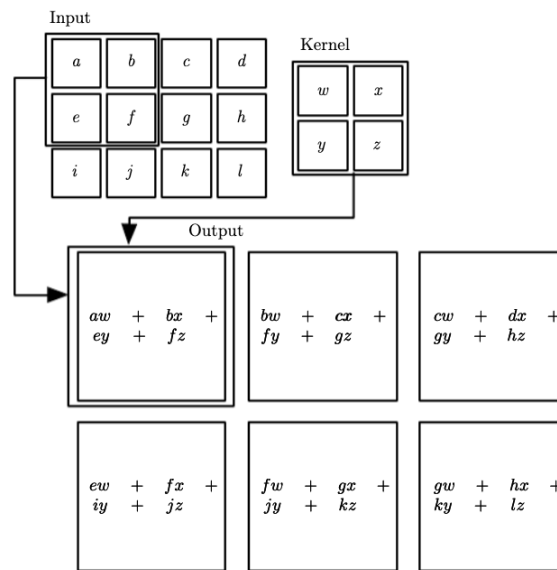 Input
a b c d
e f g h
i j k l
Kernel
w x
y z
Output
aw + bx +
ey + fz
bw + cx +
fy + gz
cw + dx +
gy + hz
ew + fx +
iy + jz
fw + gx +
jy + kz
gw + hx +
ky + lz